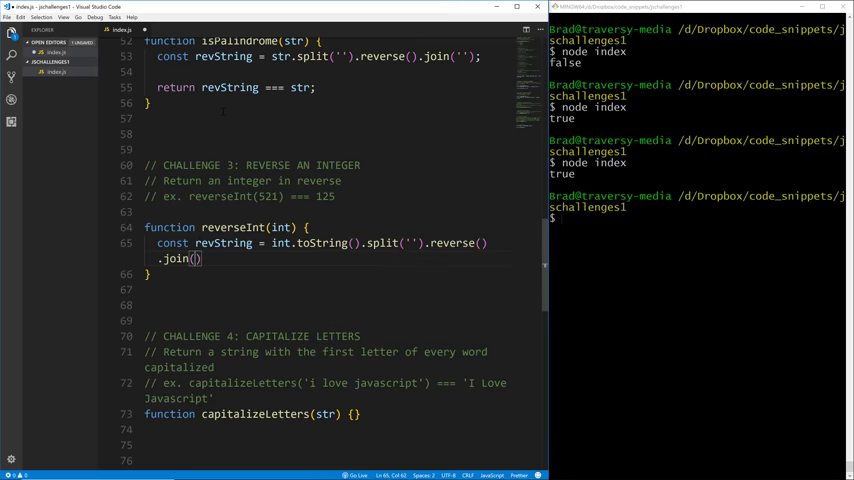 index.js - jschallenges1 - Visual Studio Code
File Edit Selection View Go Debug Tasks Help
EXPLORER
OPEN EDITORS 1 UNSAVED
index.js
JSCHALLENGES1
index.js
index.js
52 function isPalindrome(str) {
53 const revString = str.split('').reverse().join('');
54
55 return revString === str;
56 }
57
58
59
60 // CHALLENGE 3: REVERSE AN INTEGER
61 // Return an integer in reverse
62 // ex. reverseInt(521) === 125
63
64 function reverseInt(int) {
65 const revString = int.toString().split('').reverse()
.join()
66 }
67
68
69
70 // CHALLENGE 4: CAPITALIZE LETTERS
71 // Return a string with the first letter of every word
capitalized
72 // ex. capitalizeLetters('i love javascript') === 'I Love
Javascript'
73 function capitalizeLetters(str) {}
74
75
76
0 0
Go Live Ln 65, Col 62 Spaces: 2 UTF-8 CRLF JavaScript Prettier
MINGW64:/d/Dropbox/code_snippets/jschallenges1
Brad@traversy-media /d/Dropbox/code_snippets/j
schallenges1
$ node index
false
Brad@traversy-media /d/Dropbox/code_snippets/j
schallenges1
$ node index
true
Brad@traversy-media /d/Dropbox/code_snippets/j
schallenges1
$ node index
true
Brad@traversy-media /d/Dropbox/code_snippets/j
schallenges1
$